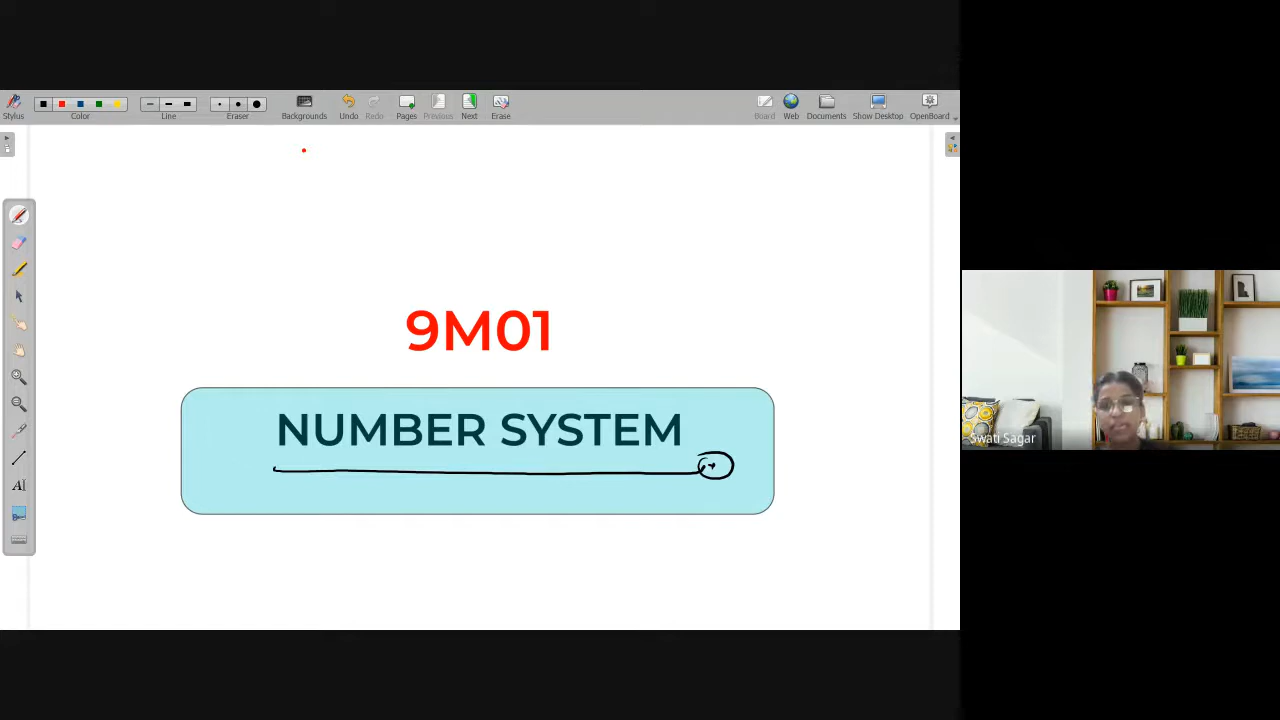 Stylus
Color
Line
Eraser
Backgrounds
Undo
Redo
Pages
Previous
Next
Erase
Board
Web
Documents
Show Desktop
OpenBoard
9M01
NUMBER SYSTEM
Swati Sagar